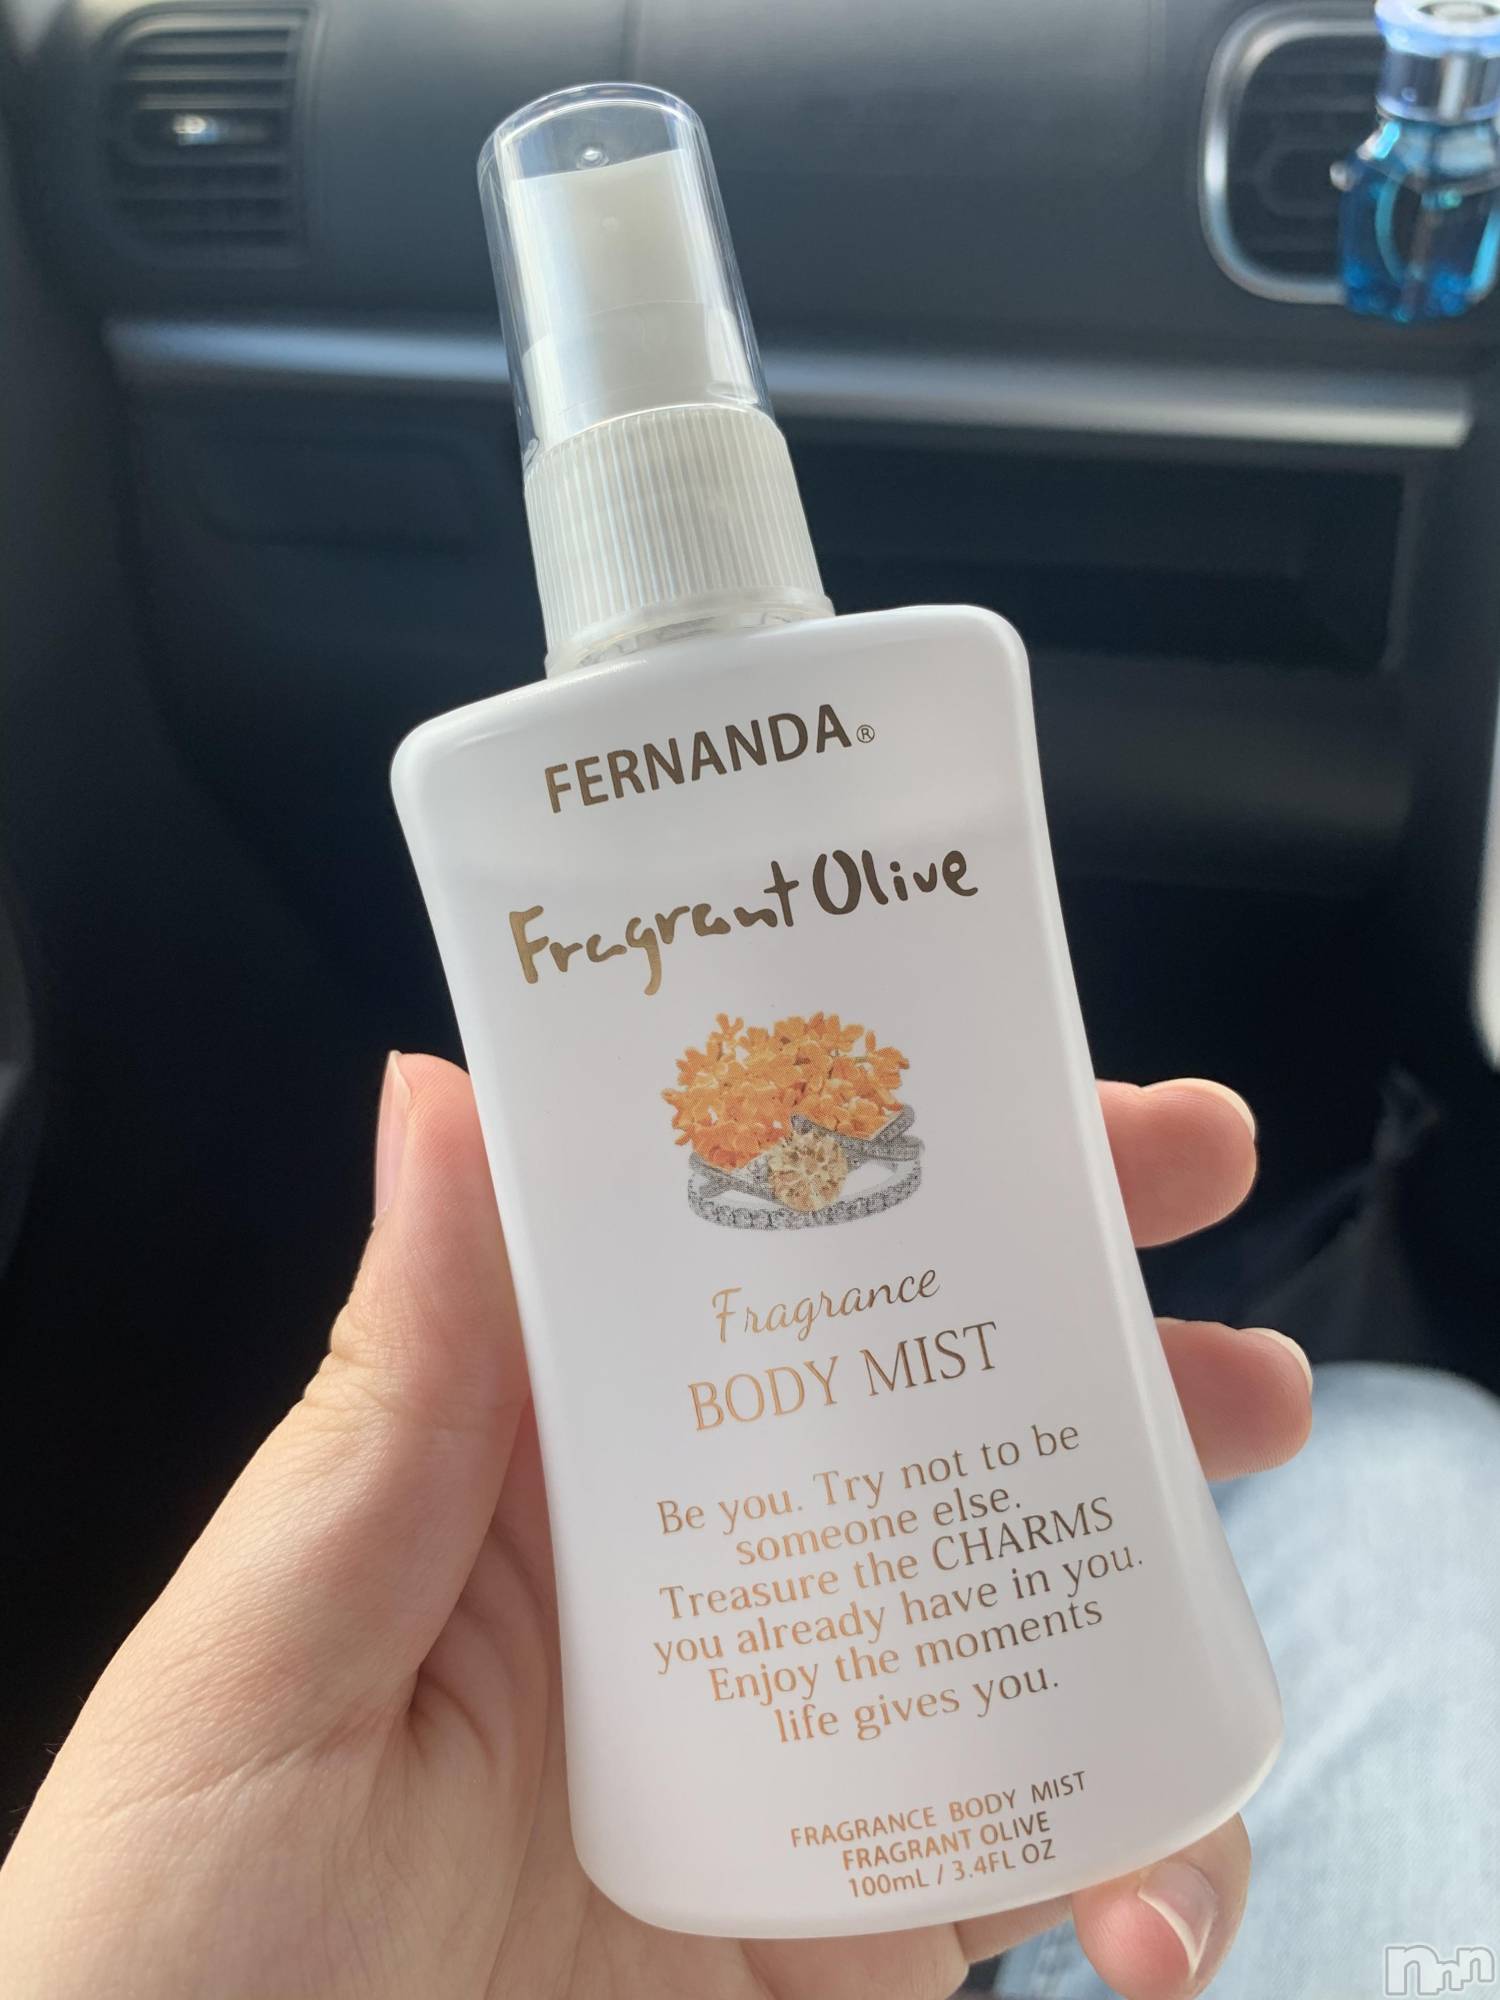 FERNANDA®
Fragrant Olive
Fragrance
BODY MIST
Be you. Try not to be
someone else.
Treasure the CHARMS
you already have in you.
Enjoy the moments
life gives you.
FRAGRANCE BODY MIST
FRAGRANT OLIVE
100mL / 3.4FL OZ